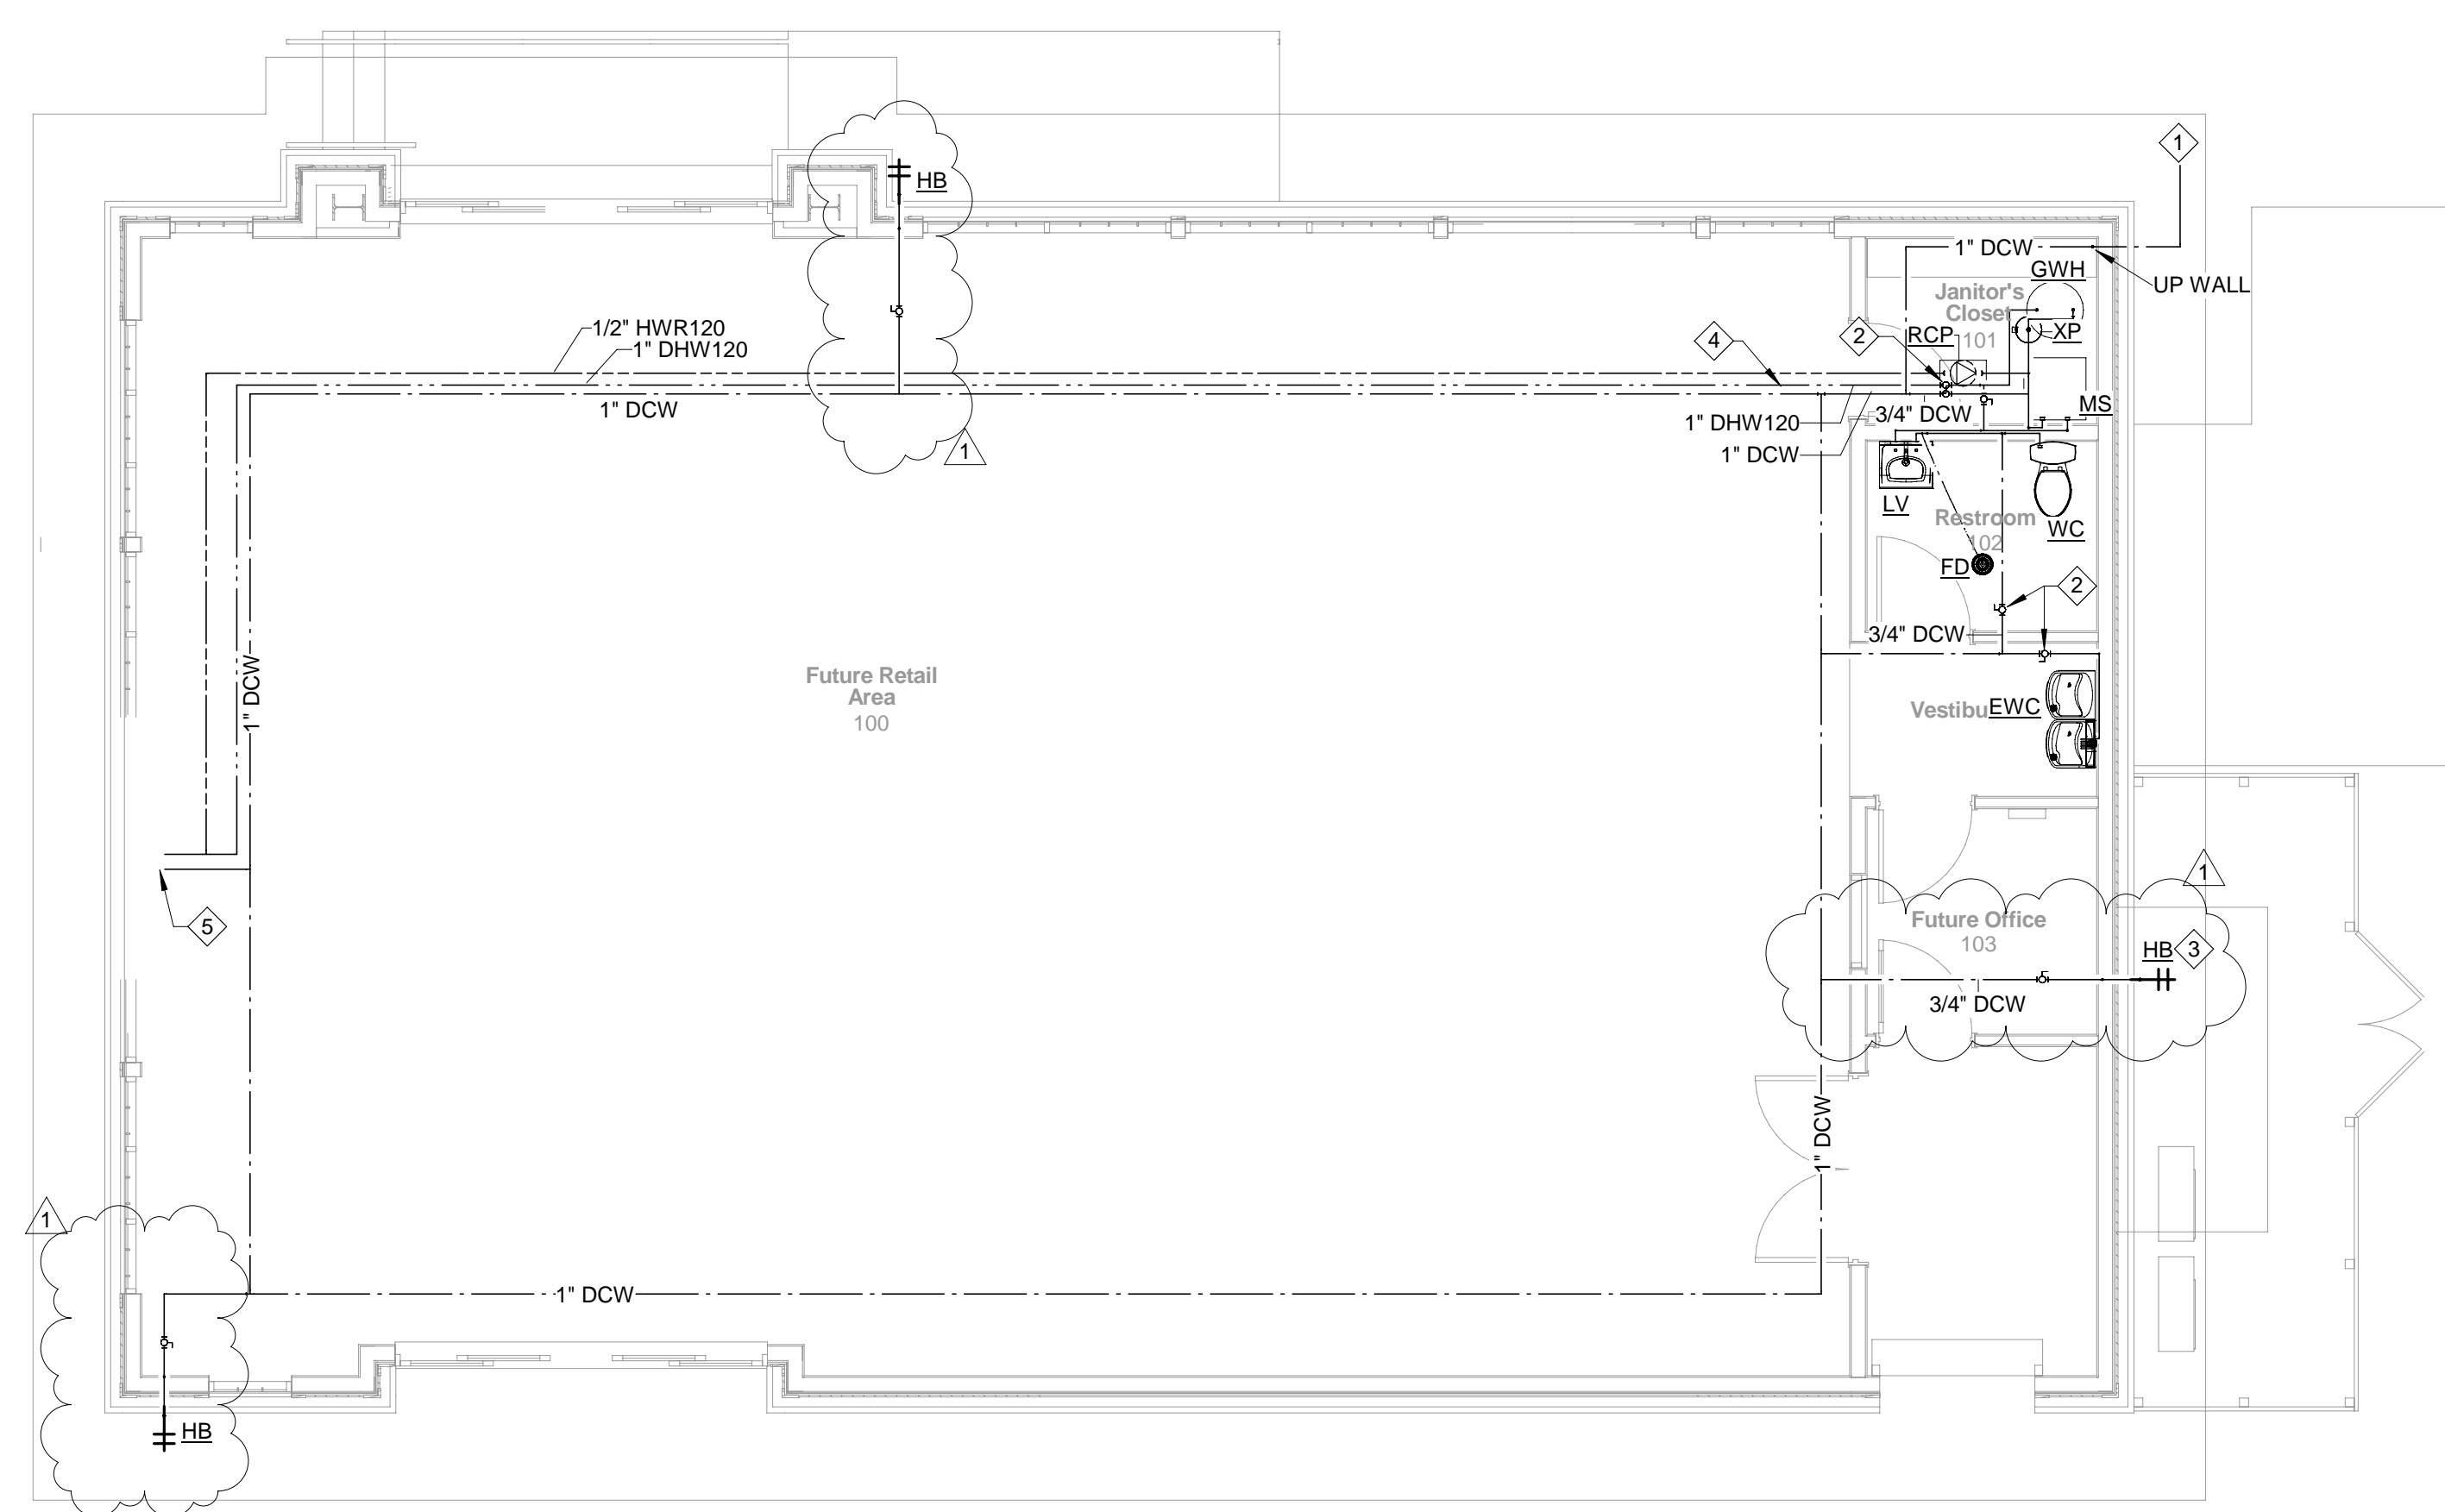 1
HB
1" DCW
GWH
UP WALL
Janitor's
Closet
101
1/2" HWR120
1" DHW120
4
2
RCP
XP
1" DCW
3/4" DCW
MS
1" DHW120
1" DCW
1
LV
Restroom
102
WC
FD
2
3/4" DCW
1" DCW
Future Retail
Area
100
Vestibu
EWC
1
5
Future Office
103
HB
3
3/4" DCW
1" DCW
1
1" DCW
HB